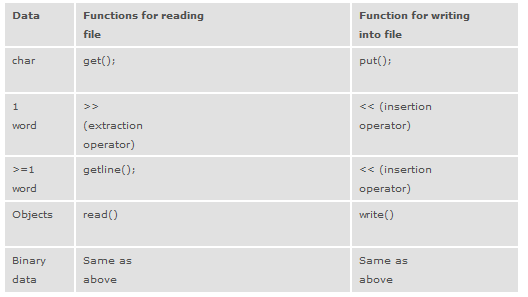 Data Functions for reading Function for writing
file into file
char get(); put();
1 >> << (insertion
word (extraction operator)
operator)
>=1 getline(); << (insertion
word operator)
Objects read() write()
Binary Same as Same as
data above above